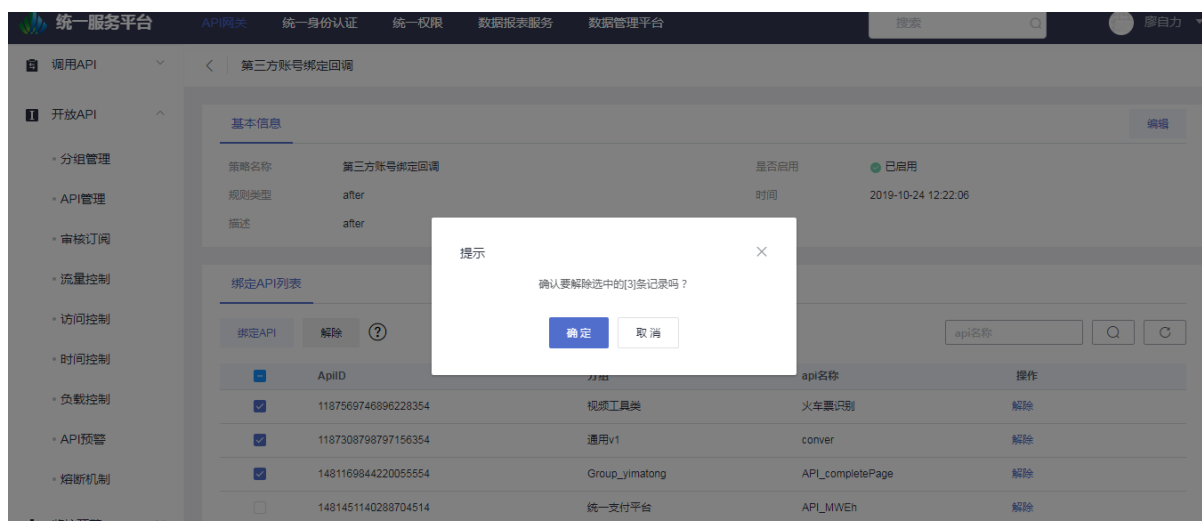 统一服务平台 API网关 统一身份认证 统一权限 数据报表服务 数据管理平台 搜索 廖自力
调用API
第三方账号绑定回调
开放API
基本信息 编辑
分组管理
策略名称 第三方账号绑定回调 是否启用 已启用
API管理
规则类型 after 时间 2019-10-24 12:22:06
描述 after
审核订阅
提示
流量控制
绑定API列表
确认要解除选中的[3]条记录吗？
访问控制
绑定API 解除 ? 确 定 取 消 api名称
时间控制
ApiID 分组 api名称 操作
负载控制
1187569746896228354 视频工具类 火车票识别 解除
API预警
1187308798797156354 通用v1 conver 解除
熔断机制
1481169844220055554 Group_yimatong API_completePage 解除
1481451140288704514 统一支付平台 API_MWEh 解除